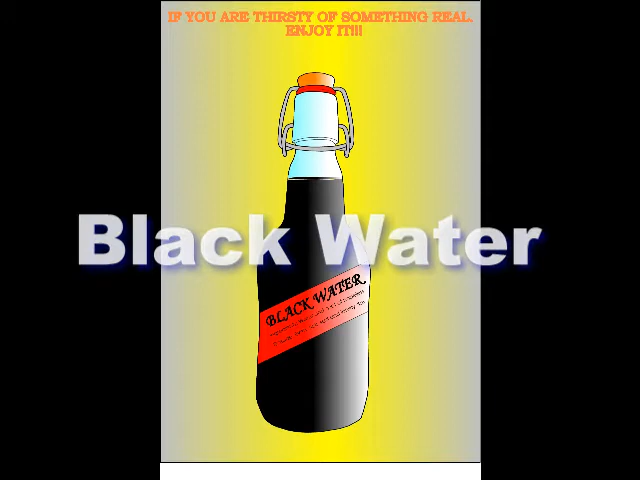 IF YOU ARE THIRSTY OF SOMETHING REAL.
ENJOY IT!!!
Black Water
BLACK WATER